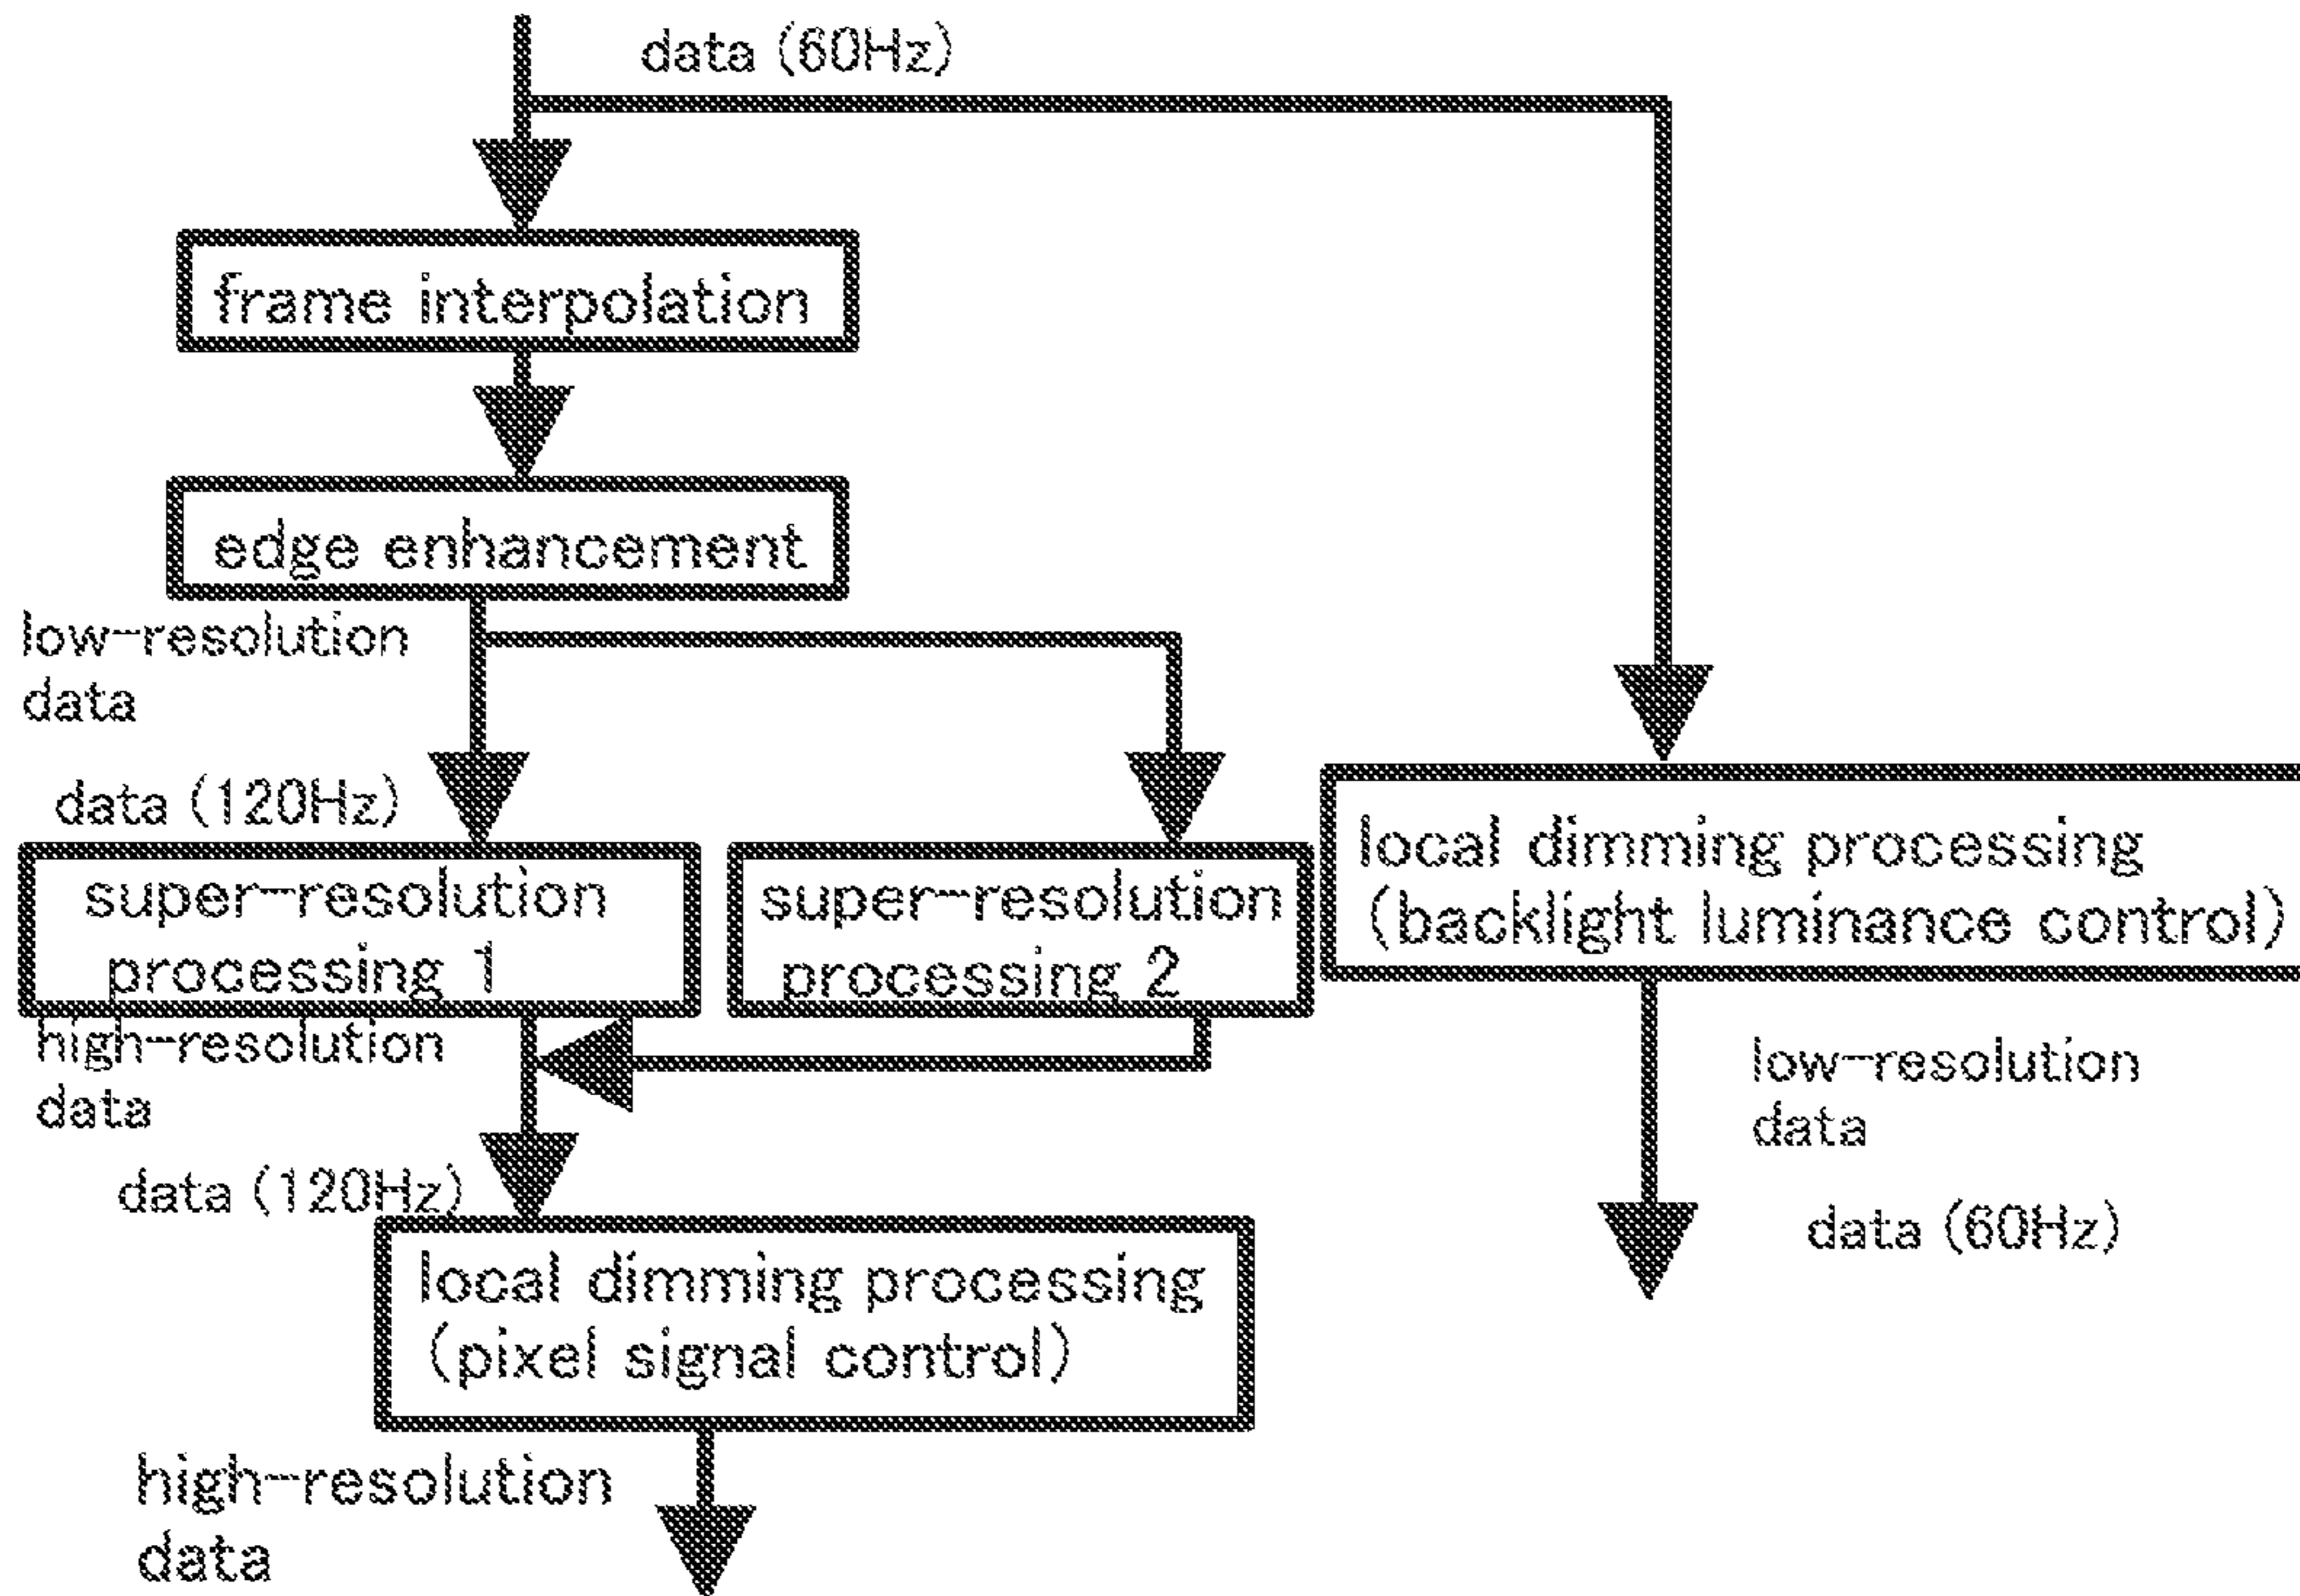 data (60Hz)
frame interpolation
edge enhancement
low-resolution
data
data (120Hz)
super-resolution
processing 1
super-resolution
processing 2
local dimming processing
(backlight luminance control)
high-resolution
data
data (120Hz)
low-resolution
data
data (60Hz)
local dimming processing
(pixel signal control)
high-resolution
data